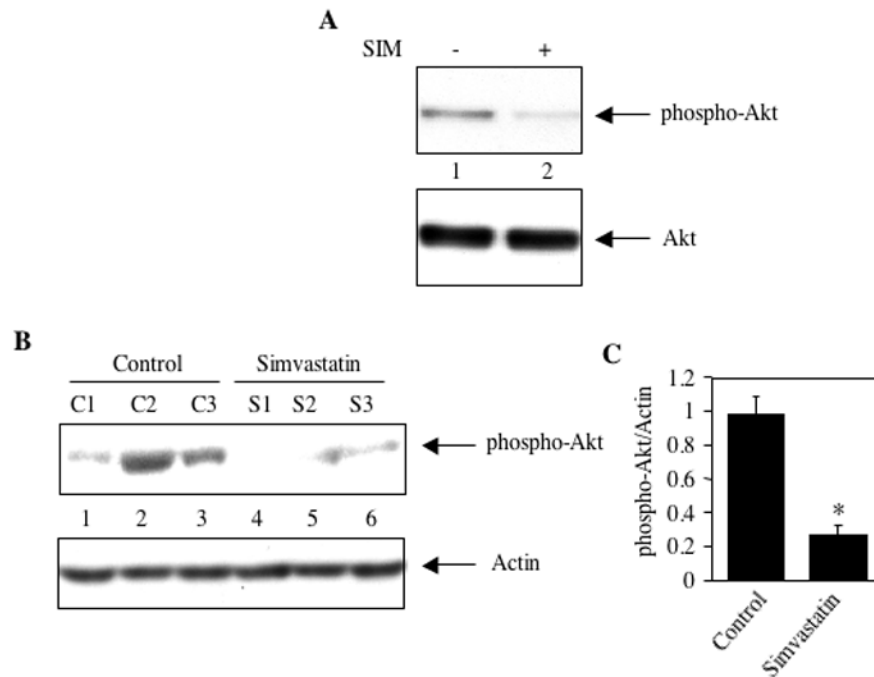 A
SIM - +
phospho-Akt
1 2
Akt
B
Control Simvastatin
C1 C2 C3 S1 S2 S3
phospho-Akt
1 2 3 4 5 6
Actin
C
phospho-Akt/Actin
1.2
1
0.8
0.6
0.4
0.2
0
*
Control
Simvastatin